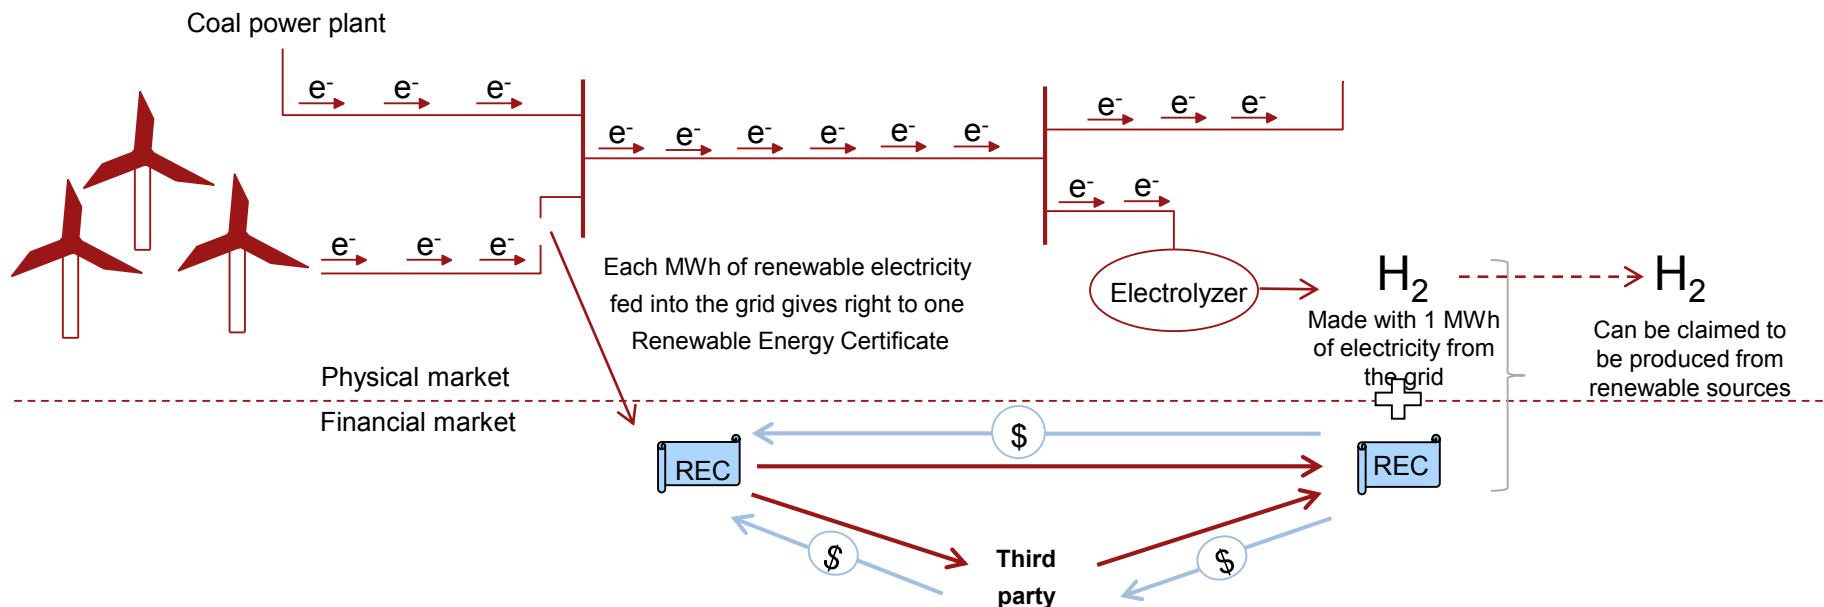 Coal power plant
e- e- e-
e- e- e-
e- e- e- e- e- e-
e- e- e-
e- e-
Each MWh of renewable electricity
fed into the grid gives right to one
Renewable Energy Certificate
Electrolyzer
H2
Made with 1 MWh
of electricity from
the grid
H2
Can be claimed to
be produced from
renewable sources
Physical market
Financial market
$
REC
REC
$
$
Third
party